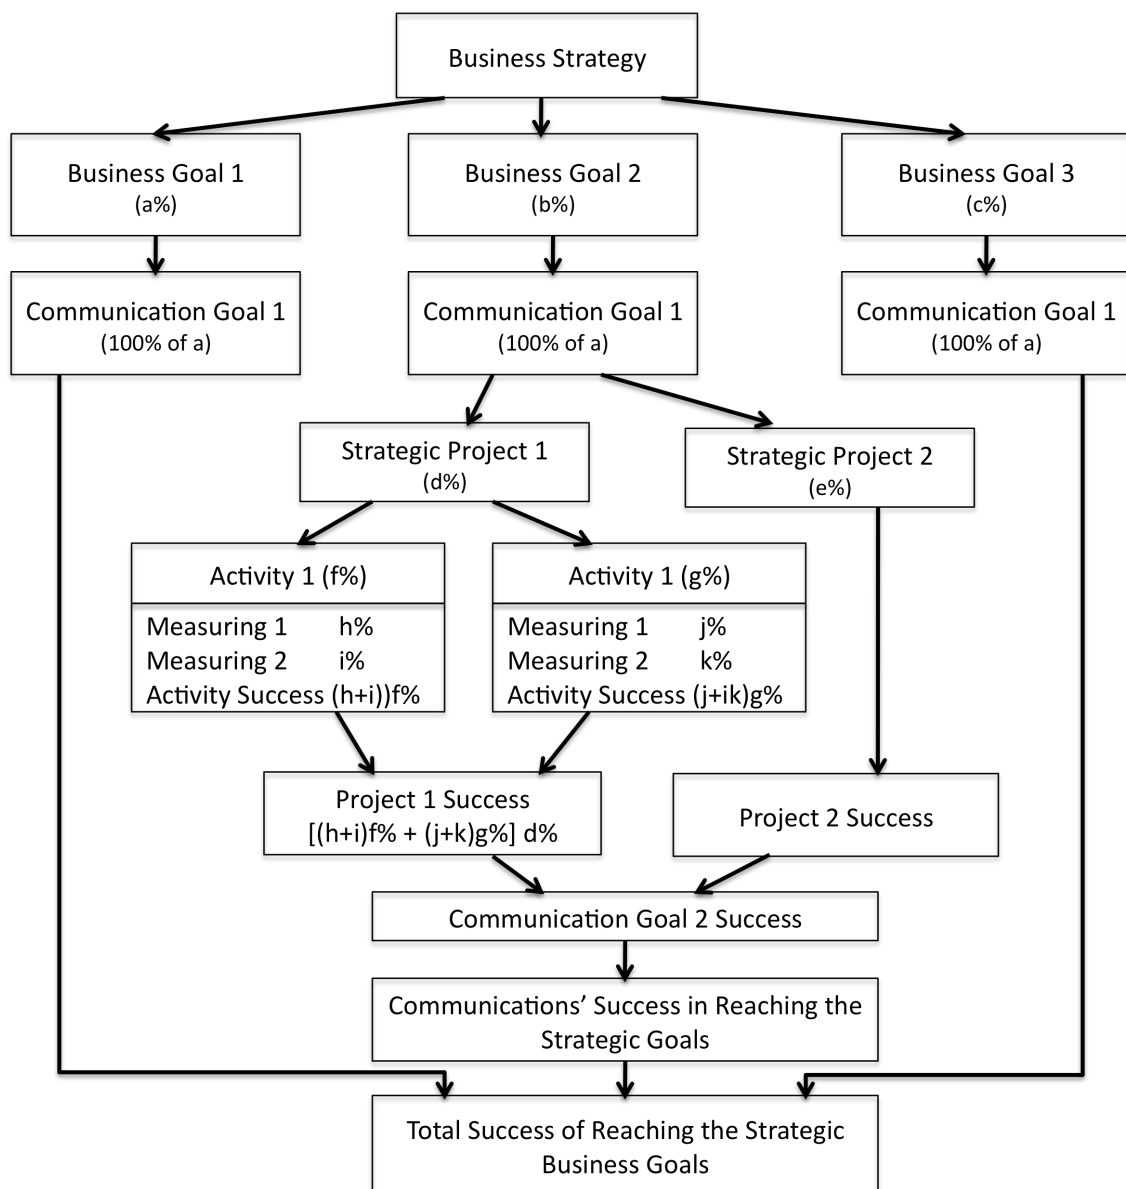 Business Strategy
Business Goal 1
(a%)
Business Goal 2
(b%)
Business Goal 3
(c%)
Communication Goal 1
(100% of a)
Communication Goal 1
(100% of a)
Communication Goal 1
(100% of a)
Strategic Project 1
(d%)
Strategic Project 2
(e%)
Activity 1 (f%)
Measuring 1 h%
Measuring 2 i%
Activity Success (h+i))f%
Activity 1 (g%)
Measuring 1 j%
Measuring 2 k%
Activity Success (j+ik)g%
Project 1 Success
[(h+i)f% + (j+k)g%] d%
Project 2 Success
Communication Goal 2 Success
Communications’ Success in Reaching the
Strategic Goals
Total Success of Reaching the Strategic
Business Goals